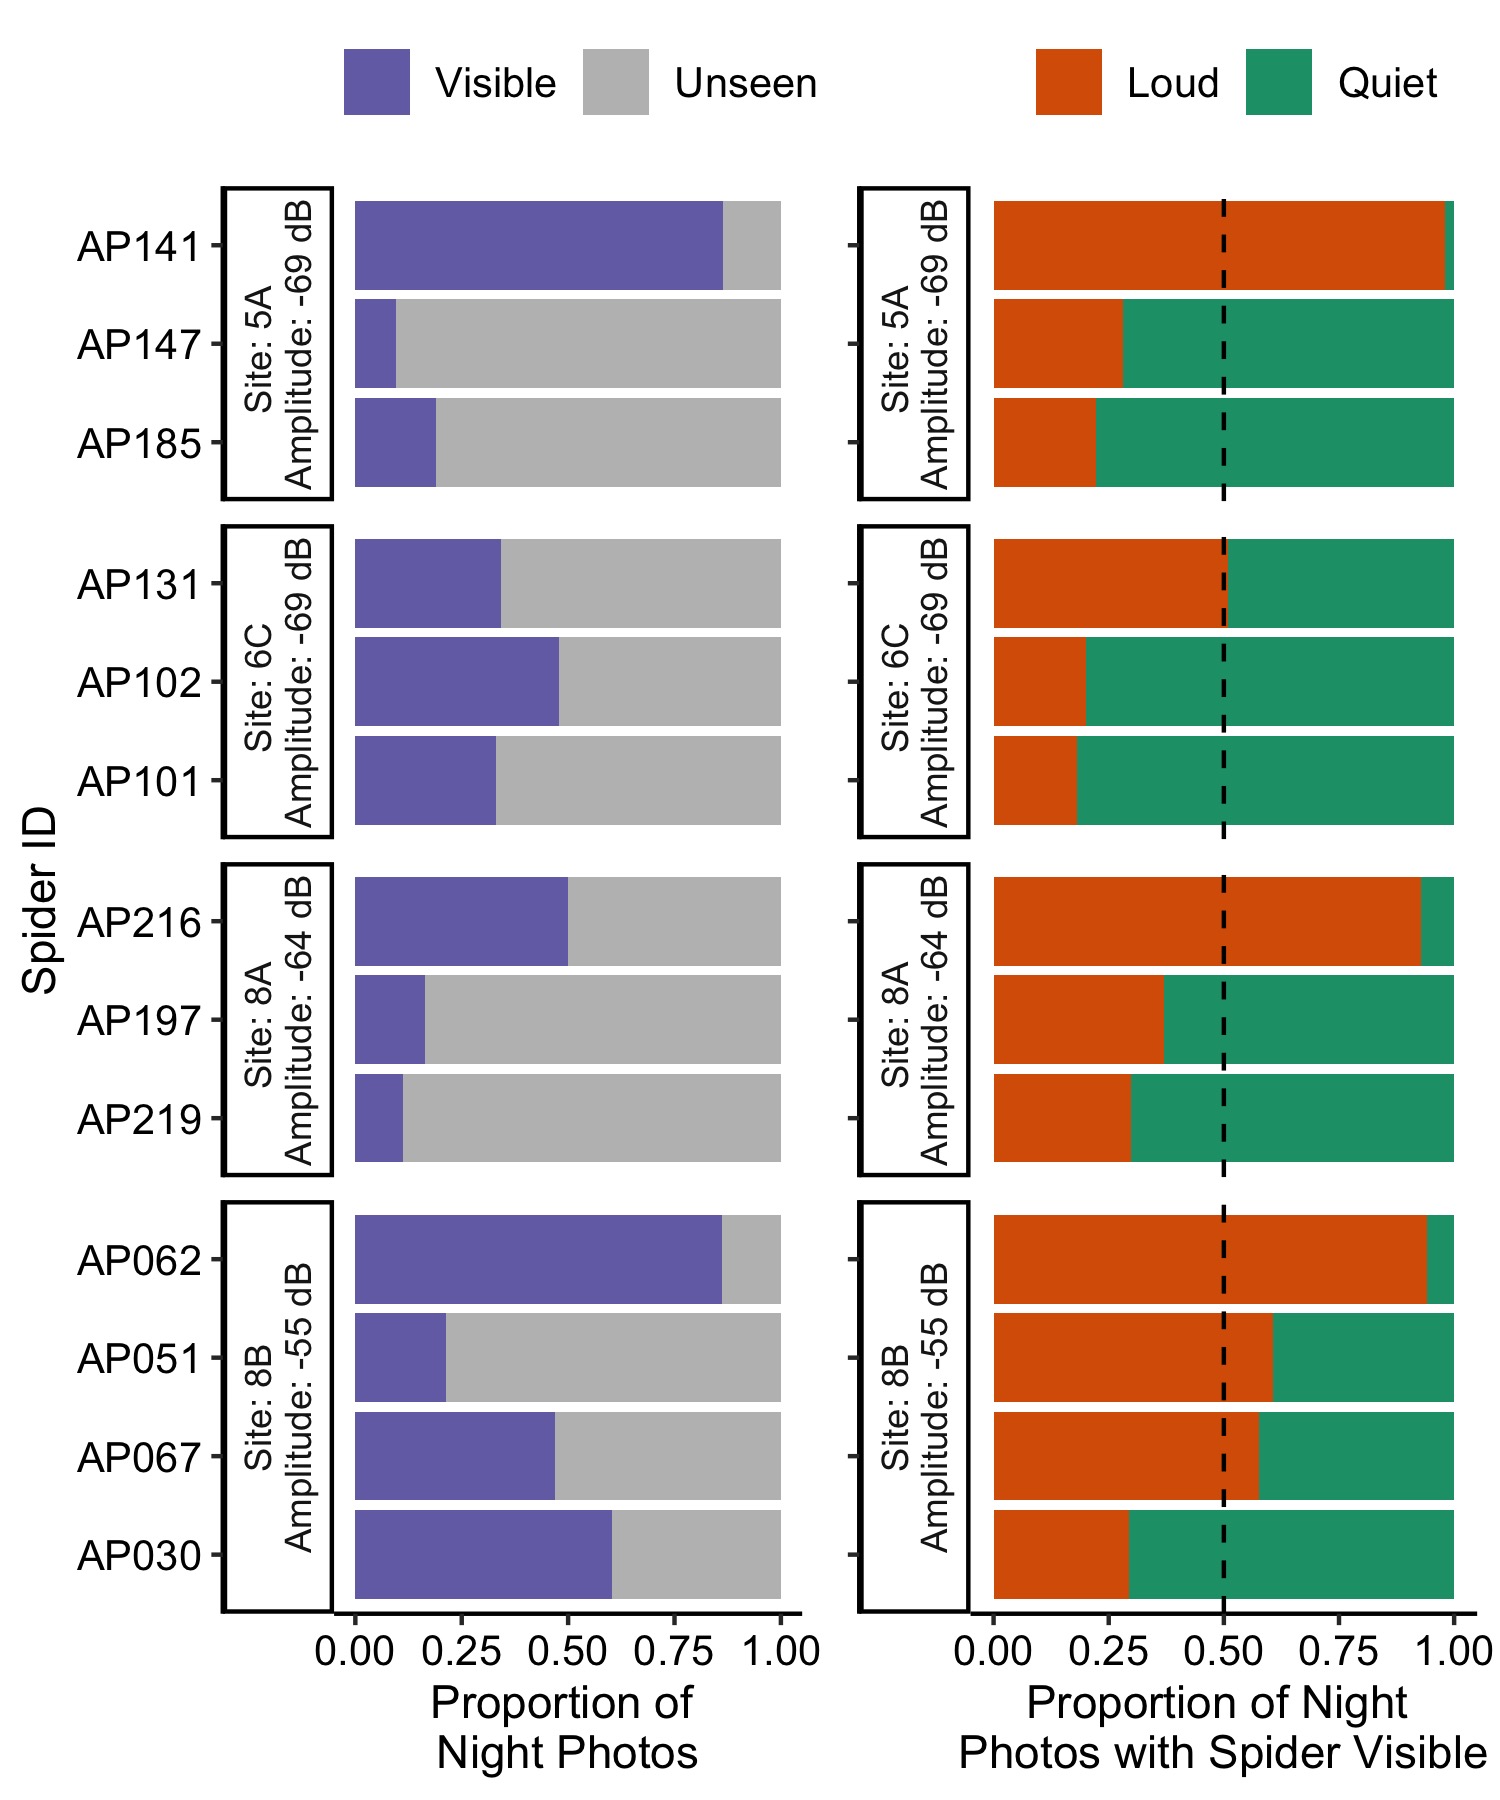 Visible Unseen Loud Quiet
AP141
AP147
AP185
Site: 5A
Amplitude: -69 dB
Site: 5A
Amplitude: -69 dB
AP131
AP102
AP101
Site: 6C
Amplitude: -69 dB
Site: 6C
Amplitude: -69 dB
Spider ID
AP216
AP197
AP219
Site: 8A
Amplitude: -64 dB
Site: 8A
Amplitude: -64 dB
AP062
AP051
AP067
AP030
Site: 8B
Amplitude: -55 dB
Site: 8B
Amplitude: -55 dB
0.00 0.25 0.50 0.75 1.00
0.00 0.25 0.50 0.75 1.00
Proportion of
Night Photos
Proportion of Night
Photos with Spider Visible